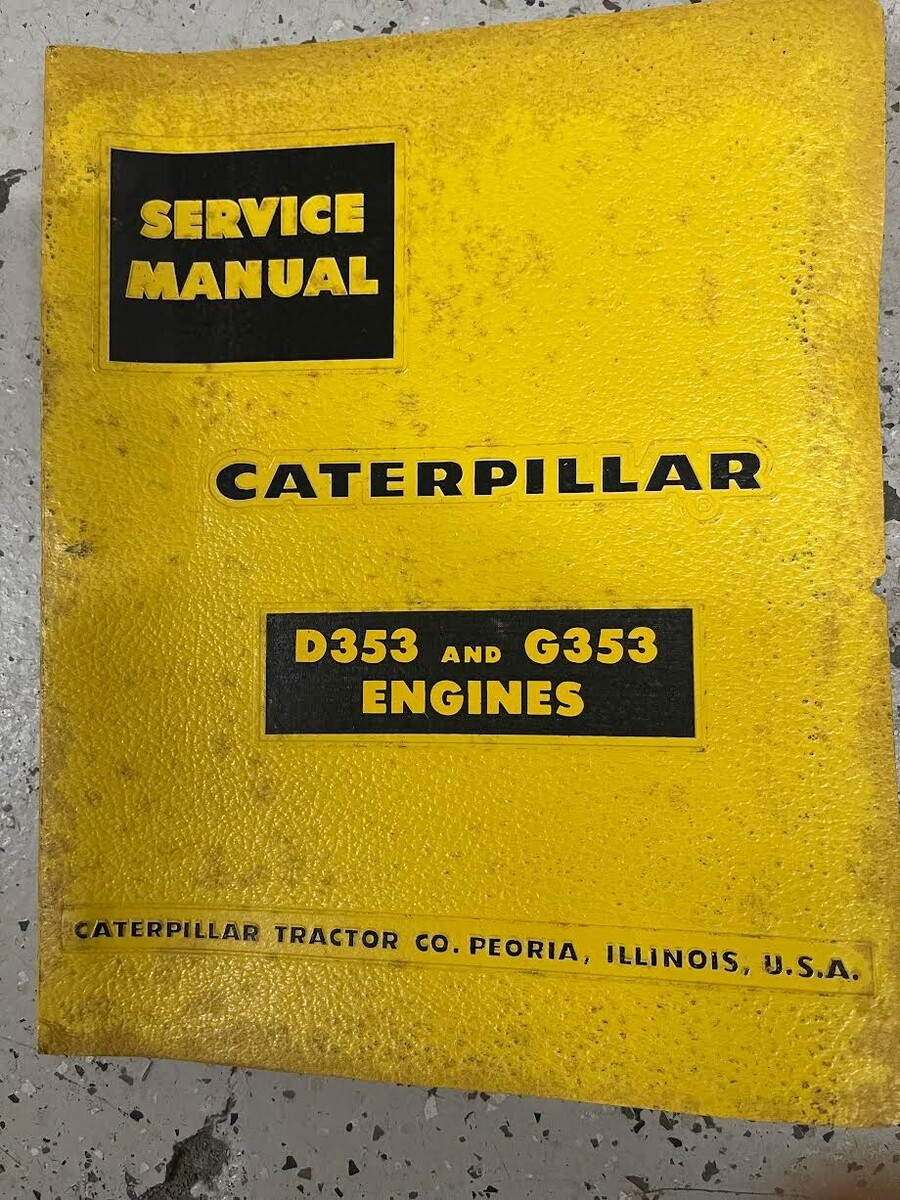 SERVICE
MANUAL
CATERPILLAR
D353 AND G353
ENGINES
CATERPILLAR TRACTOR CO. PEORIA, ILLINOIS, U.S.A.